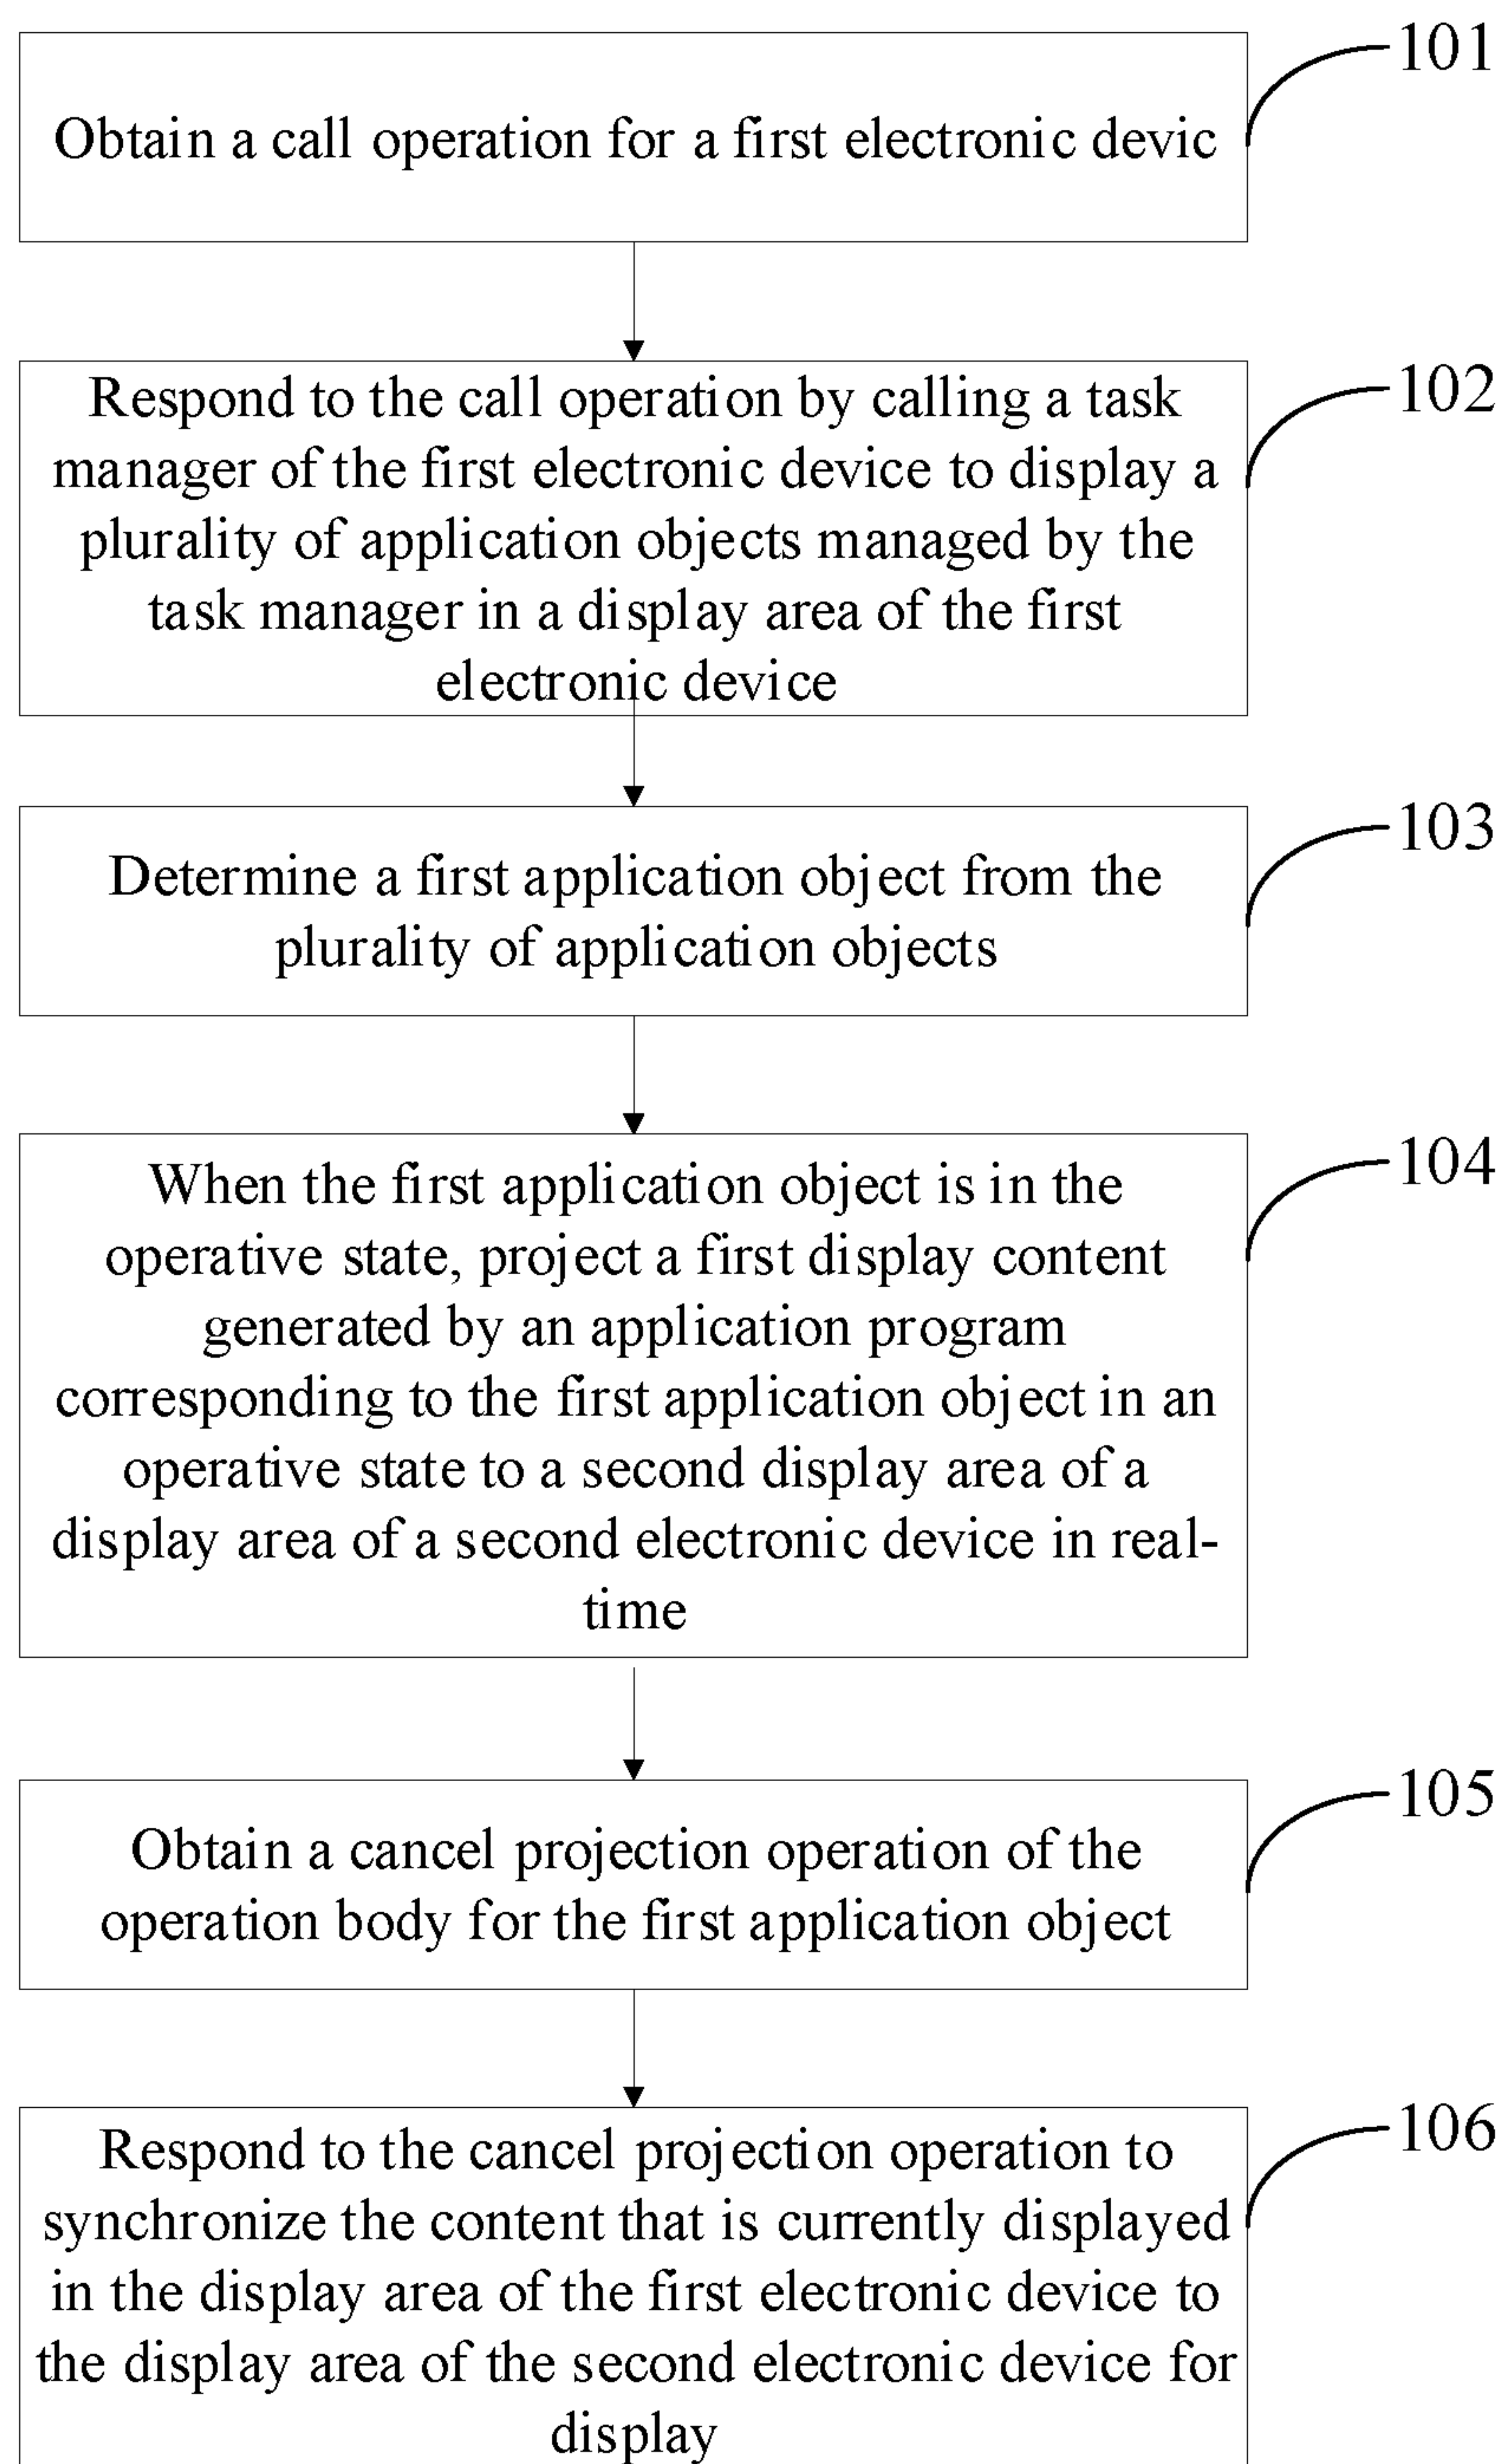 101
Obtain a call operation for a first electronic devic
102
Respond to the call operation by calling a task
manager of the first electronic device to display a
plurality of application objects managed by the
task manager in a display area of the first
electronic device
103
Determine a first application object from the
plurality of application objects
104
When the first application object is in the
operative state, project a first display content
generated by an application program
corresponding to the first application object in an
operative state to a second display area of a
display area of a second electronic device in real-
time
105
Obtain a cancel projection operation of the
operation body for the first application object
106
Respond to the cancel projection operation to
synchronize the content that is currently displayed
in the display area of the first electronic device to
the display area of the second electronic device for
display